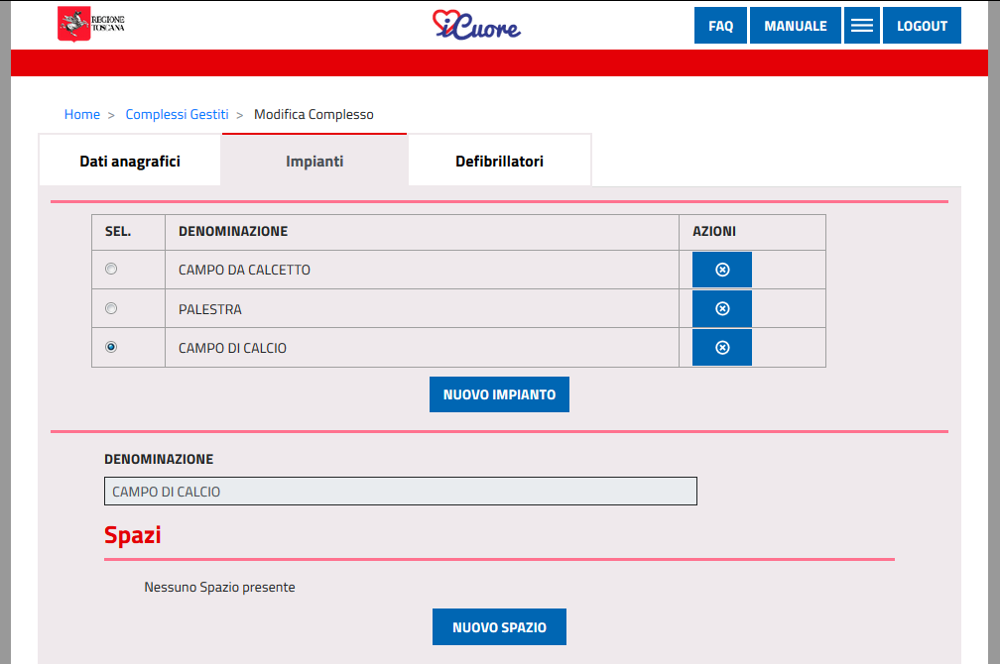 REGIONE
TOSCANA
iCuore
FAQ MANUALE LOGOUT
Home > Complessi Gestiti > Modifica Complesso
Dati anagrafici Impianti Defibrillatori
SEL. DENOMINAZIONE AZIONI
CAMPO DA CALCETTO
PALESTRA
CAMPO DI CALCIO
NUOVO IMPIANTO
DENOMINAZIONE
CAMPO DI CALCIO
Spazi
Nessuno Spazio presente
NUOVO SPAZIO